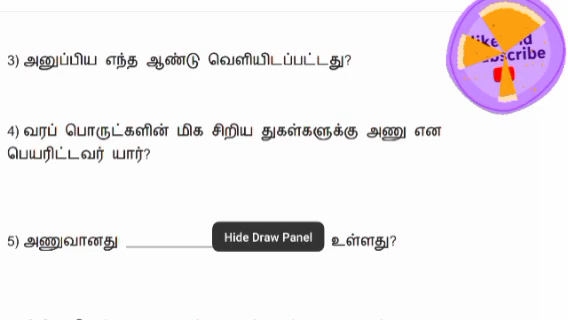 3) அனுப்பிய எந்த ஆண்டு வெளியிடப்பட்டது?
4) வரப் பொருட்களின் மிக சிறிய துகள்களுக்கு அணு என
பெயரிட்டவர் யார்?
5) அணுவானது ____________ Hide Draw Panel உள்ளது?